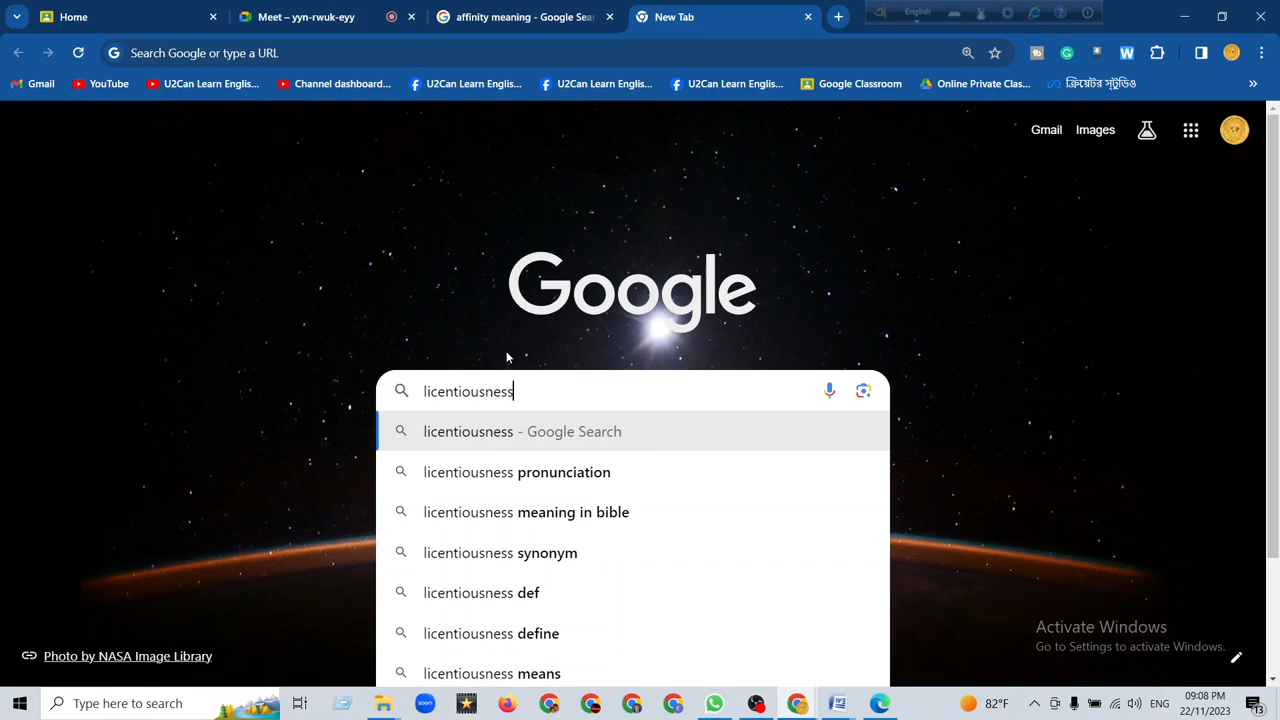 Home
Meet – yyn-rwuk-eyy
affinity meaning - Google Sea
New Tab
English
Search Google or type a URL
Gmail
YouTube
U2Can Learn Englis...
Channel dashboard...
U2Can Learn Englis...
U2Can Learn Englis...
U2Can Learn Englis...
Google Classroom
Online Private Clas...
ক্রিয়েটর স্টুডিও
Gmail
Images
Google
licentiousness
licentiousness - Google Search
licentiousness pronunciation
licentiousness meaning in bible
licentiousness synonym
licentiousness def
licentiousness define
licentiousness means
Activate Windows
Go to Settings to activate Windows.
Photo by NASA Image Library
Type here to search
zoom
82°F
ENG
09:08 PM
22/11/2023
13